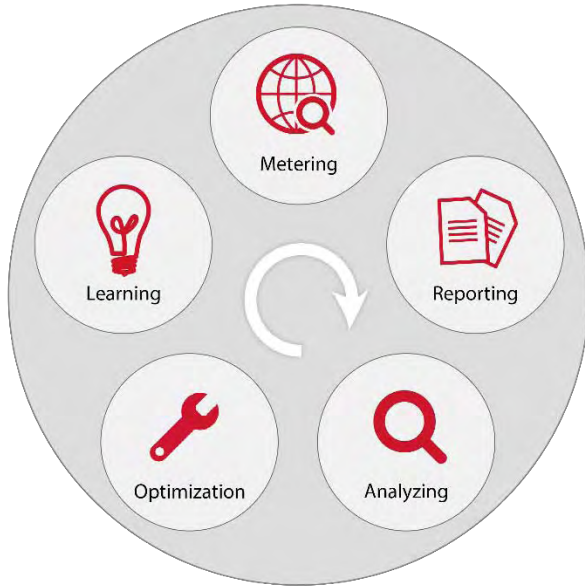 Metering
Reporting
Analyzing
Optimization
Learning